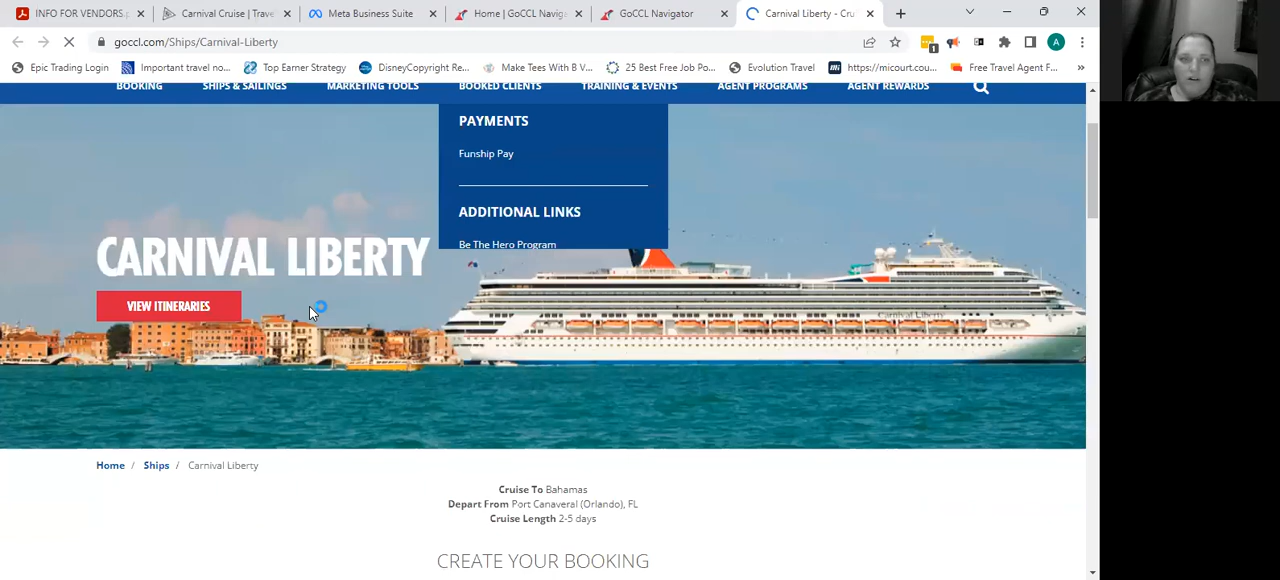 INFO FOR VENDORS.p
Carnival Cruise | Trave
Meta Business Suite
Home | GoCCL Naviga
GoCCL Navigator
Carnival Liberty - Cru
goccl.com/Ships/Carnival-Liberty
1
A
Epic Trading Login
Important travel no...
Top Earner Strategy
DisneyCopyright Re...
Make Tees With B V...
25 Best Free Job Po...
Evolution Travel
https://micourt.cou...
Free Travel Agent F...
»
BOOKING
SHIPS & SAILINGS
MARKETING TOOLS
BOOKED CLIENTS
TRAINING & EVENTS
AGENT PROGRAMS
AGENT REWARDS
PAYMENTS
Funship Pay
ADDITIONAL LINKS
Be The Hero Program
CARNIVAL LIBERTY
VIEW ITINERARIES
Carnival Liberty
Home / Ships / Carnival Liberty
Cruise To Bahamas
Depart From Port Canaveral (Orlando), FL
Cruise Length 2-5 days
CREATE YOUR BOOKING